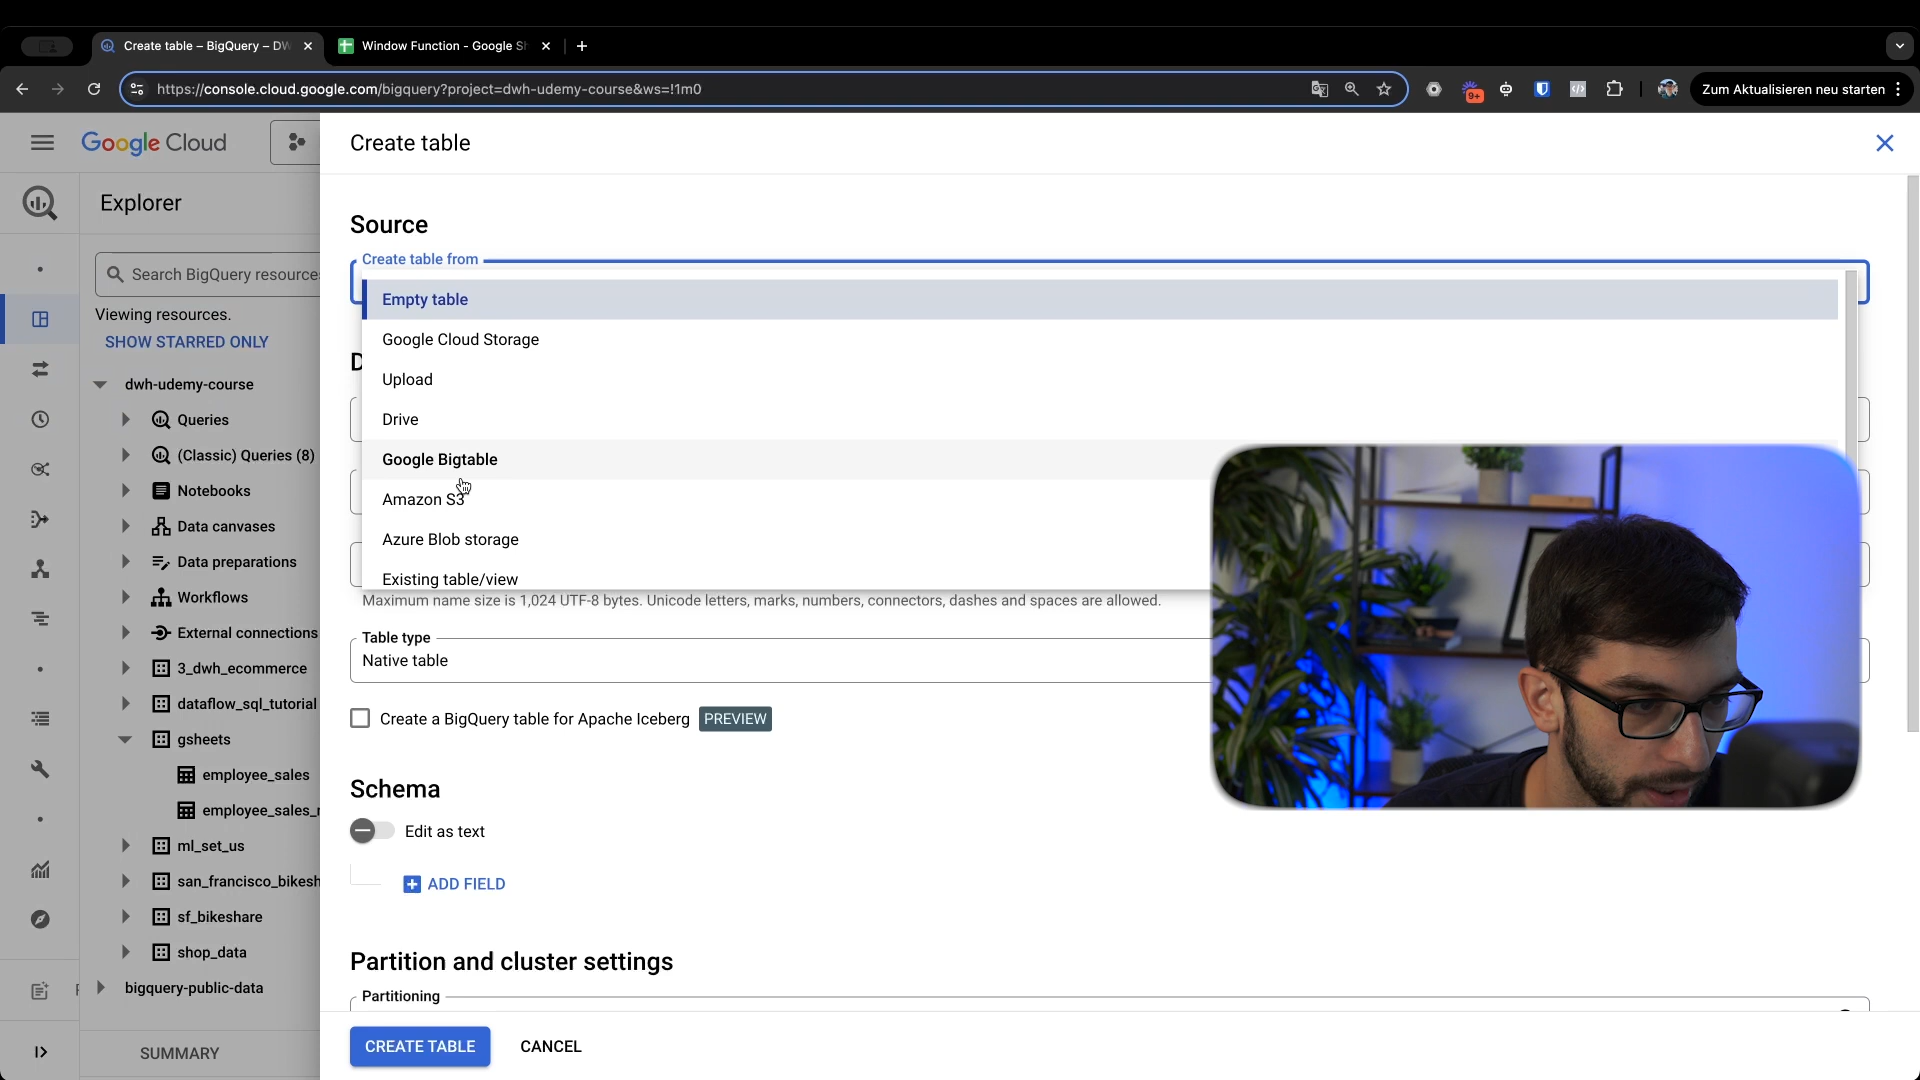 Create table – BigQuery – DW
Window Function - Google Sh
https://console.cloud.google.com/bigquery?project=dwh-udemy-course&ws=!1m0
9+
Zum Aktualisieren neu starten
Google Cloud
Create table
Explorer
Search BigQuery resources
Viewing resources.
SHOW STARRED ONLY
dwh-udemy-course
Queries
(Classic) Queries (8)
Notebooks
Data canvases
Data preparations
Workflows
External connections
3_dwh_ecommerce
dataflow_sql_tutorial
gsheets
employee_sales
employee_sales_r
ml_set_us
san_francisco_bikesh
sf_bikeshare
shop_data
bigquery-public-data
SUMMARY
Source
Create table from
Empty table
Google Cloud Storage
Upload
Drive
Google Bigtable
Amazon S3
Azure Blob storage
Existing table/view
Maximum name size is 1,024 UTF-8 bytes. Unicode letters, marks, numbers, connectors, dashes and spaces are allowed.
Table type
Native table
Create a BigQuery table for Apache Iceberg PREVIEW
Schema
Edit as text
ADD FIELD
Partition and cluster settings
Partitioning
CREATE TABLE
CANCEL